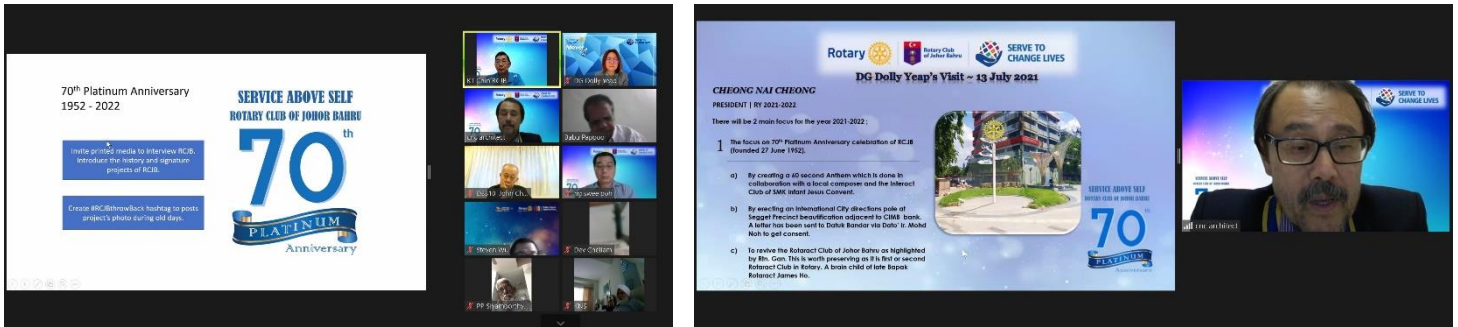 70th Platinum Anniversary
1952 - 2022
Invite printed media to interview RCJB.
Introduce the history and signature
projects of RCJB.
Create #RCJBthrowBack hashtag to posts
project's photo during old days.
SERVICE ABOVE SELF
ROTARY CLUB OF JOHOR BAHRU
70th
PLATINUM
Anniversary
DG Dolly Yeap
cnc architect
Babu Pappoo
Steven Wu
Dev Chellam
Rotary
Rotary Club
of Johor Bahru
SERVE TO
CHANGE LIVES
DG Dolly Yeap's Visit ~ 13 July 2021
CHEONG NAI CHEONG
PRESIDENT | RY 2021-2022
There will be 2 main focus for the year 2021-2022 :
1 The focus on 70th Platinum Anniversary celebration of RCJB
(founded 27 June 1952).
a) By creating a 60 second Anthem which is done in
collaboration with a local composer and the Interact
Club of SMK Infant Jesus Convent.
b) By erecting an International City directions pole at
Segget Precinct beautification adjacent to CIMB bank.
A letter has been sent to Datuk Bandar via Dato' Ir. Mohd
Noh to get consent.
c) To revive the Rotaract Club of Johor Bahru as highlighted
by Rtn. Gan. This is worth preserving as it is first or second
Rotaract Club in Rotary. A brain child of late Bapak
Rotaract James Ho.
SERVICE ABOVE SELF
ROTARY CLUB OF JOHOR BAHRU
70th
PLATINUM
Anniversary
SERVE TO
CHANGE LIVES
cnc architect